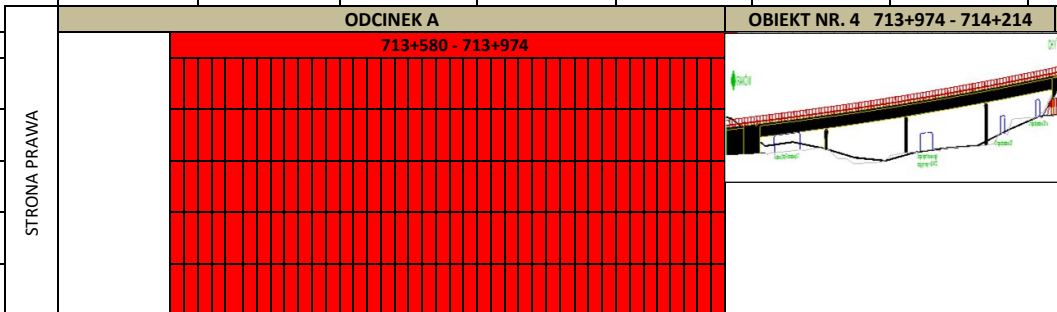 ODCINEK A
OBIEKT NR. 4 713+974 - 714+214
713+580 - 713+974
STRONA PRAWA